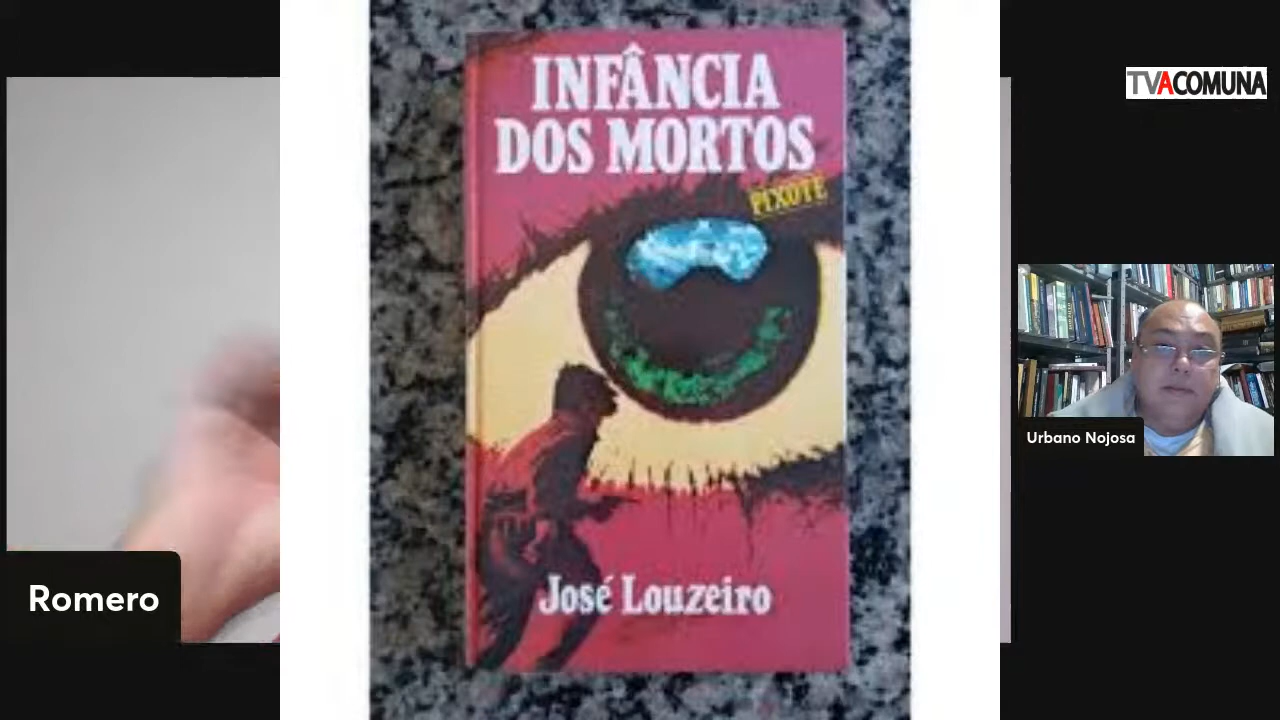 INFÂNCIA
DOS MORTOS
PIXOTE
José Louzeiro
TVACOMUNA
Urbano Nojosa
Romero